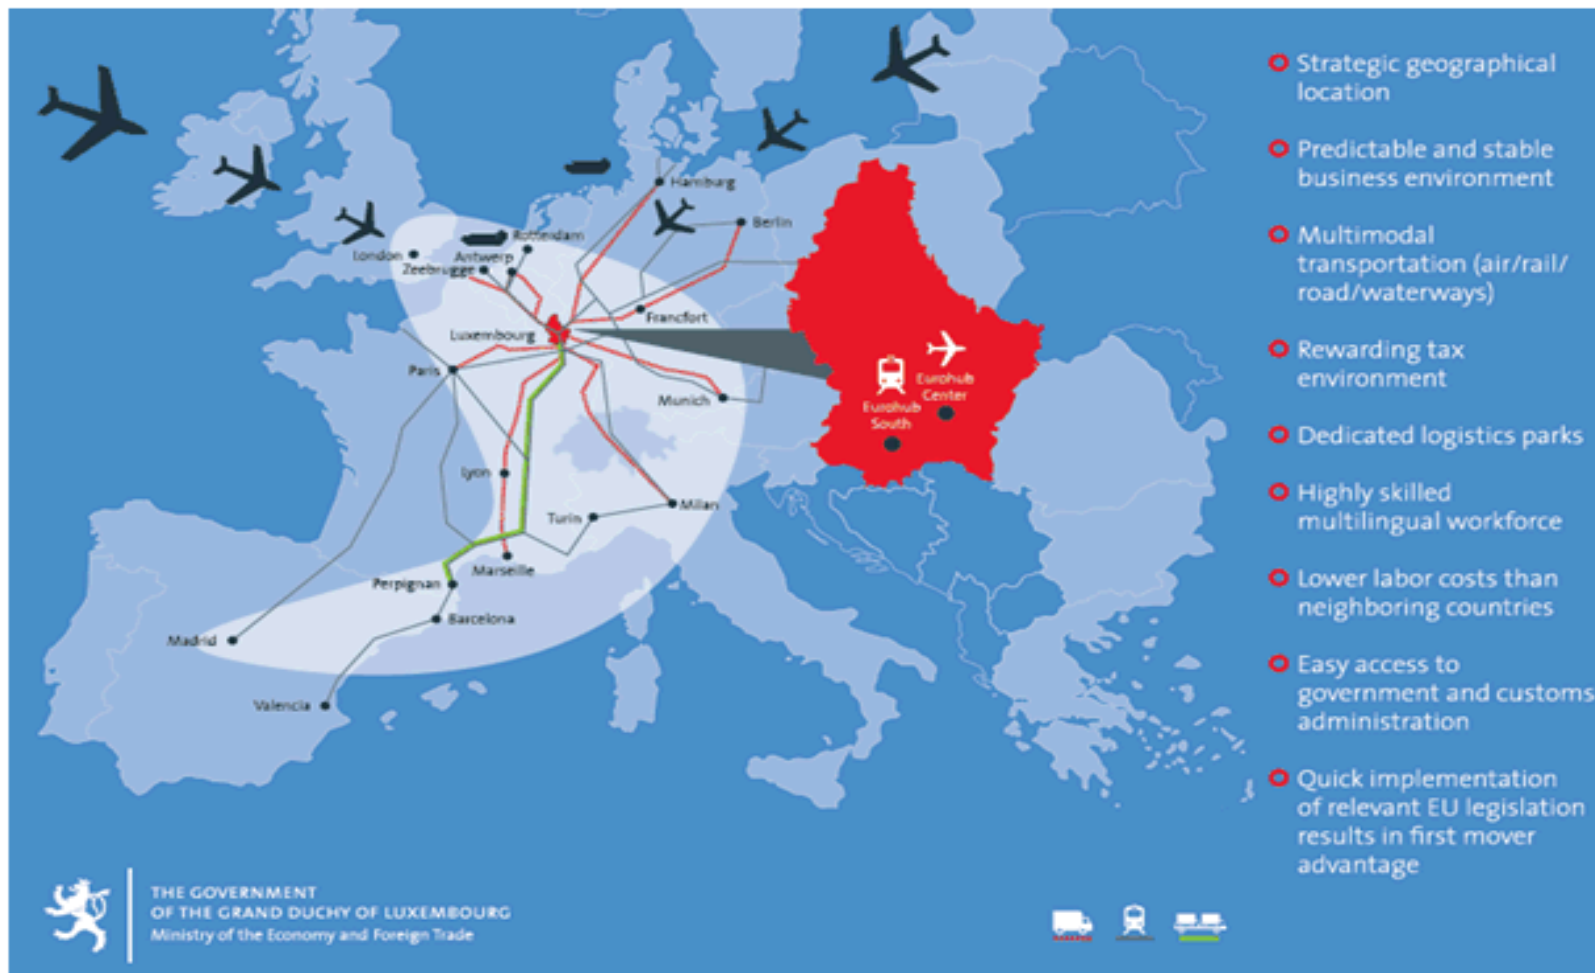 Strategic geographical
location
Predictable and stable
business environment
Multimodal
transportation (air/rail/
road/waterways)
Rewarding tax
environment
Dedicated logistics parks
Highly skilled
multilingual workforce
Lower labor costs than
neighboring countries
Easy access to
government and customs
administration
Quick implementation
of relevant EU legislation
results in first mover
advantage
Hamburg
Berlin
Rotterdam
London
Antwerp
Zeebrugge
Francfort
Luxembourg
Paris
Munich
Eurohub
Center
Eurohub
South
Lyon
Milan
Turin
Marseille
Perpignan
Barcelona
Madrid
Valencia
THE GOVERNMENT
OF THE GRAND DUCHY OF LUXEMBOURG
Ministry of the Economy and Foreign Trade